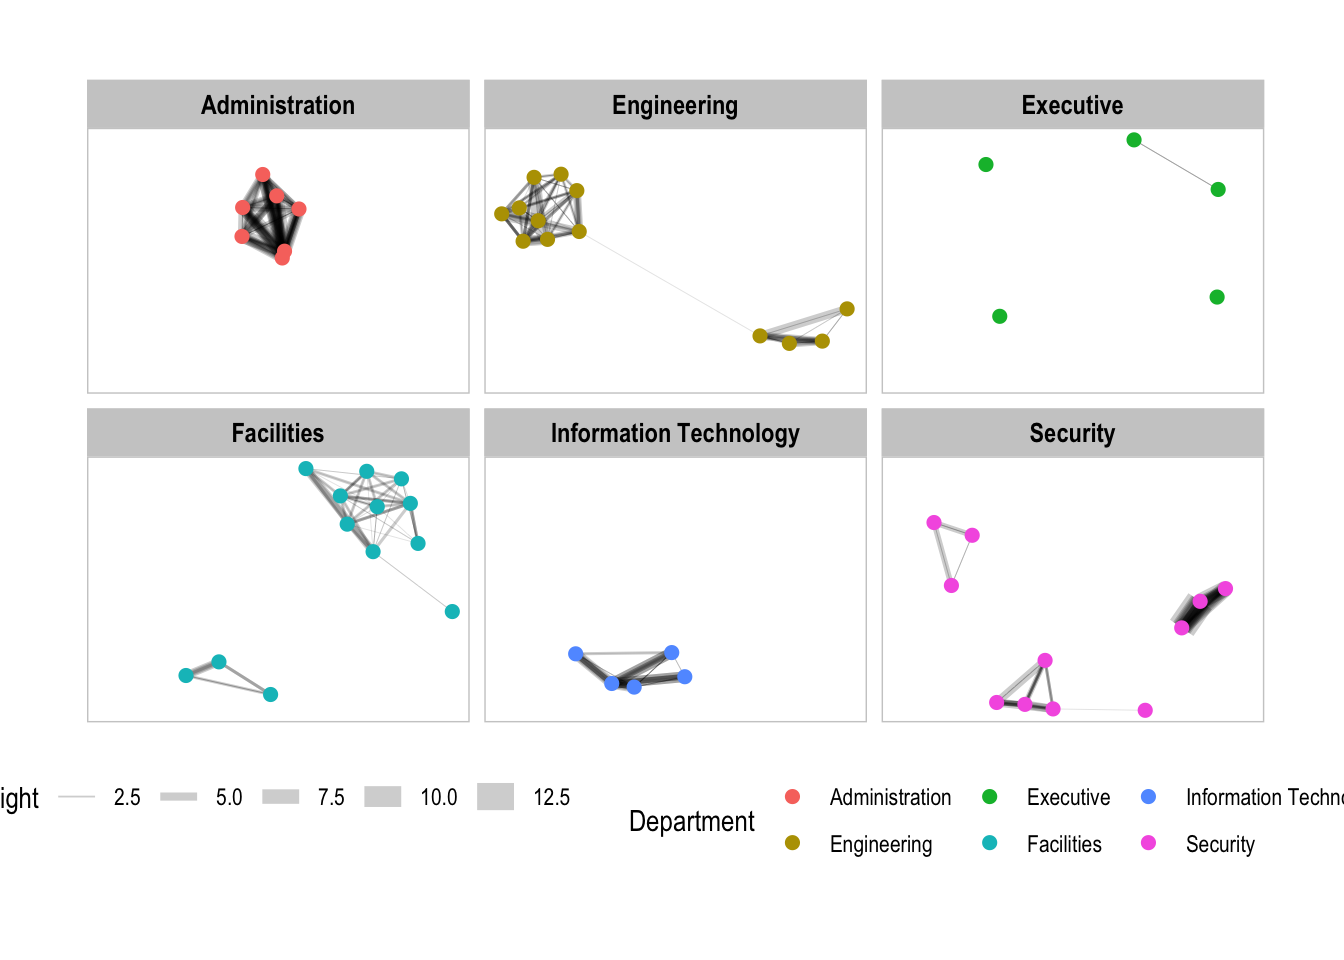 Administration Engineering Executive
Facilities Information Technology Security
ight 2.5 5.0 7.5 10.0 12.5
Department
Administration Executive Information Techno
Engineering Facilities Security